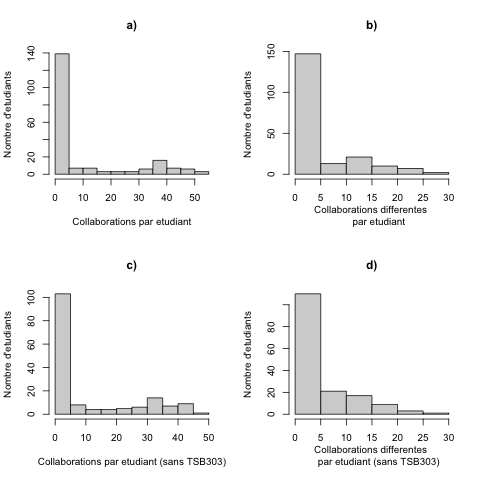 a)
Nombre d'etudiants
0 20 60 100 140
0 10 20 30 40 50
Collaborations par etudiant
b)
Nombre d'etudiants
0 50 100 150
0 5 10 15 20 25 30
Collaborations differentes
par etudiant
c)
Nombre d'etudiants
0 20 40 60 80 100
0 10 20 30 40 50
Collaborations par etudiant (sans TSB303)
d)
Nombre d'etudiants
0 20 40 60 80
0 5 10 15 20 25 30
Collaborations differentes
par etudiant (sans TSB303)